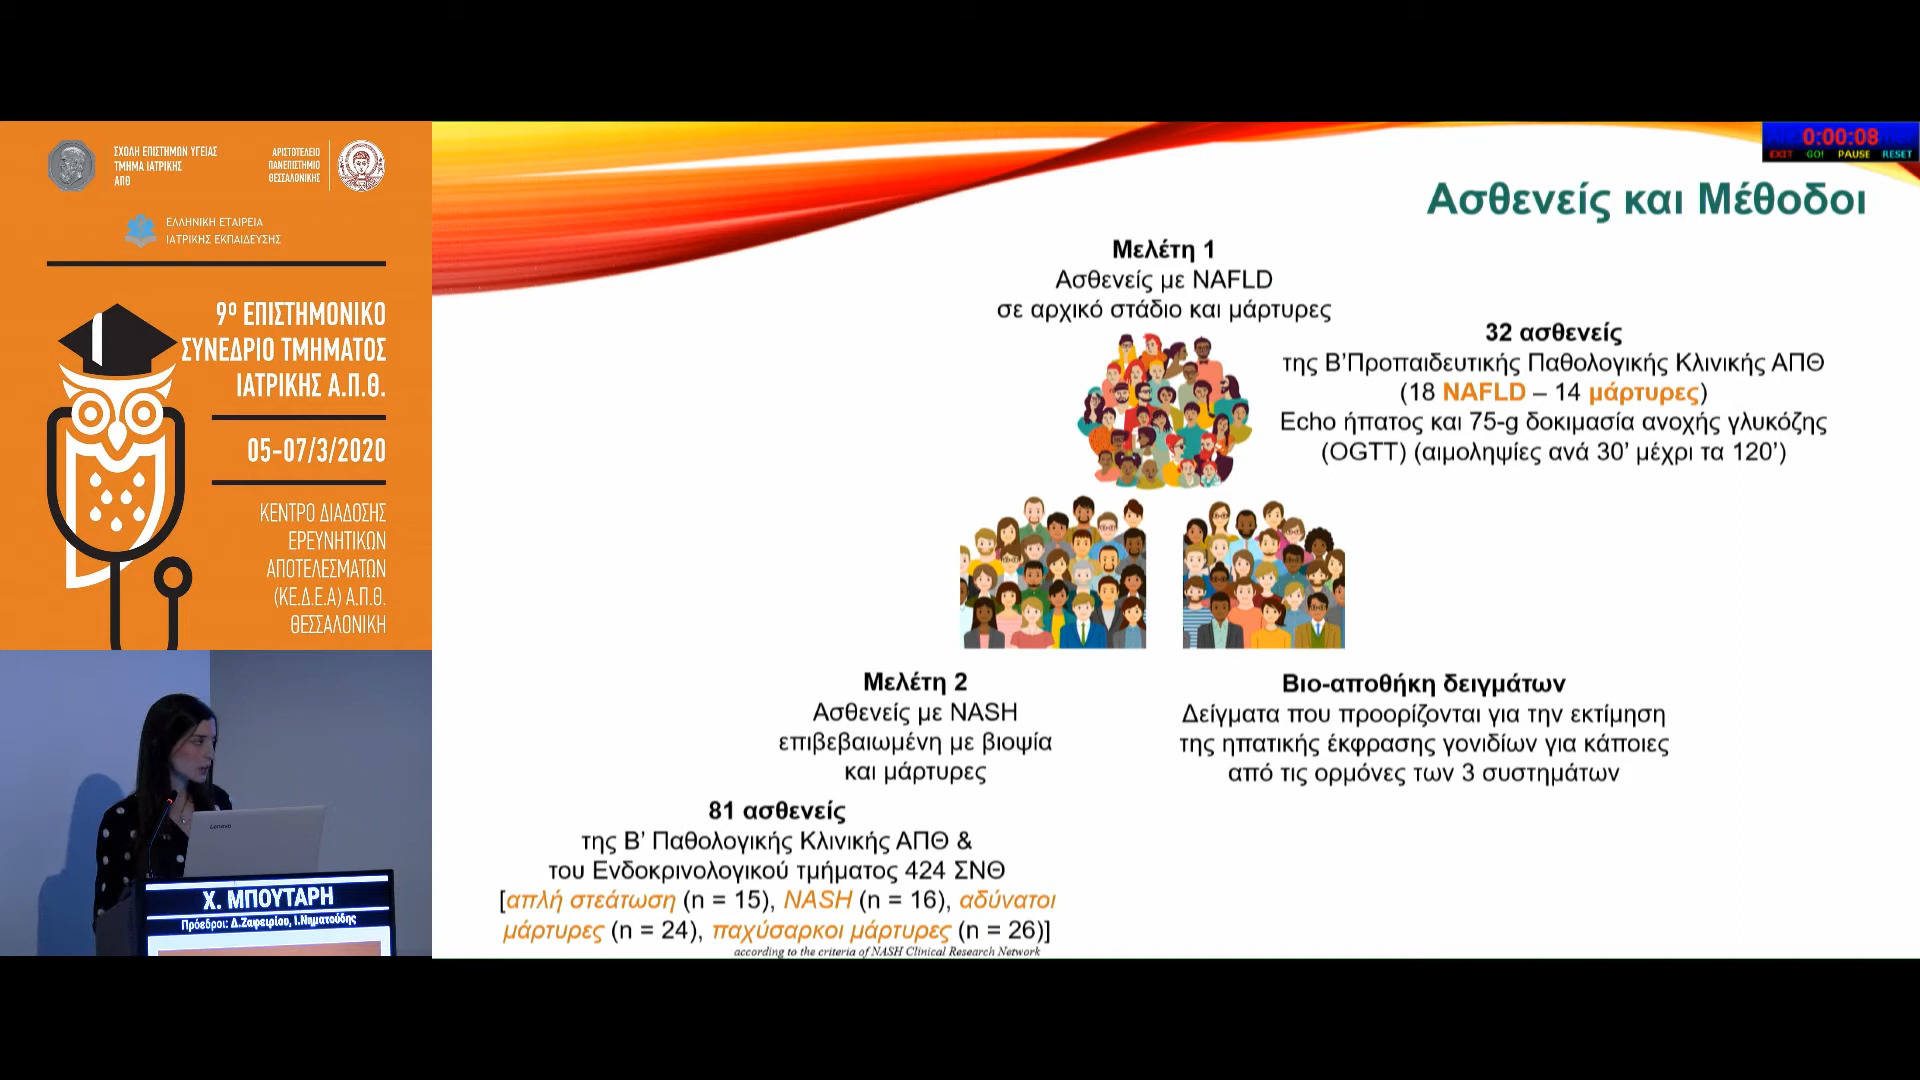 ΣΧΟΛΗ ΕΠΙΣΤΗΜΩΝ ΥΓΕΙΑΣ
ΤΜΗΜΑ ΙΑΤΡΙΚΗΣ
ΑΠΘ
ΑΡΙΣΤΟΤΕΛΕΙΟ
ΠΑΝΕΠΙΣΤΗΜΙΟ
ΘΕΣΣΑΛΟΝΙΚΗΣ
ΕΛΛΗΝΙΚΗ ΕΤΑΙΡΕΙΑ
ΙΑΤΡΙΚΗΣ ΕΚΠΑΙΔΕΥΣΗΣ
9º ΕΠΙΣΤΗΜΟΝΙΚΟ
ΣΥΝΕΔΡΙΟ ΤΜΗΜΑΤΟΣ
ΙΑΤΡΙΚΗΣ Α.Π.Θ.
05-07/3/2020
ΚΕΝΤΡΟ ΔΙΑΔΟΣΗΣ
ΕΡΕΥΝΗΤΙΚΩΝ
ΑΠΟΤΕΛΕΣΜΑΤΩΝ
(ΚΕ.Δ.Ε.Α) Α.Π.Θ.
ΘΕΣΣΑΛΟΝΙΚΗ
Lenovo
Χ. ΜΠΟΥΤΑΡΗ
Πρόεδροι: Δ.Ζαφειρίου, Ι.Νηματούδης
0:00:08
EXIT GO! PAUSE RESET
Ασθενείς και Μέθοδοι
Μελέτη 1
Ασθενείς με NAFLD
σε αρχικό στάδιο και μάρτυρες
32 ασθενείς
της Β’Προπαιδευτικής Παθολογικής Κλινικής ΑΠΘ
(18 NAFLD – 14 μάρτυρες)
Echo ήπατος και 75-g δοκιμασία ανοχής γλυκόζης
(OGTT) (αιμοληψίες ανά 30’ μέχρι τα 120’)
Μελέτη 2
Ασθενείς με NASH
επιβεβαιωμένη με βιοψία
και μάρτυρες
81 ασθενείς
της Β’ Παθολογικής Κλινικής ΑΠΘ &
του Ενδοκρινολογικού τμήματος 424 ΣΝΘ
[απλή στεάτωση (n = 15), NASH (n = 16), αδύνατοι
μάρτυρες (n = 24), παχύσαρκοι μάρτυρες (n = 26)]
according to the criteria of NASH Clinical Research Network
Βιο-αποθήκη δειγμάτων
Δείγματα που προορίζονται για την εκτίμηση
της ηπατικής έκφρασης γονιδίων για κάποιες
από τις ορμόνες των 3 συστημάτων